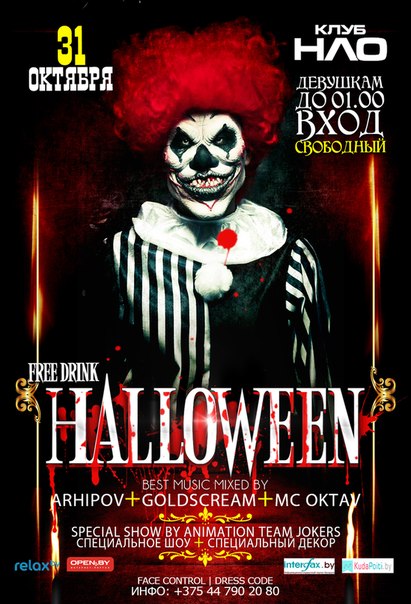 31
ОКТЯБРЯ
КЛУБ
НЛО
ДЕВУШКАМ
ДО 01.00
ВХОД
СВОБОДНЫЙ
FREE DRINK
HALLOWEEN
BEST MUSIC MIXED BY
ARHIPOV+GOLDSCREAM+MC OKTAV
SPECIAL SHOW BY ANIMATION TEAM JOKERS
СПЕЦИАЛЬНОЕ ШОУ + СПЕЦИАЛЬНЫЙ ДЕКОР
relax
OPEN.BY
interfax.by
KudaPoiti.by
FACE CONTROL | DRESS CODE
ИНФО: +375 44 790 20 80